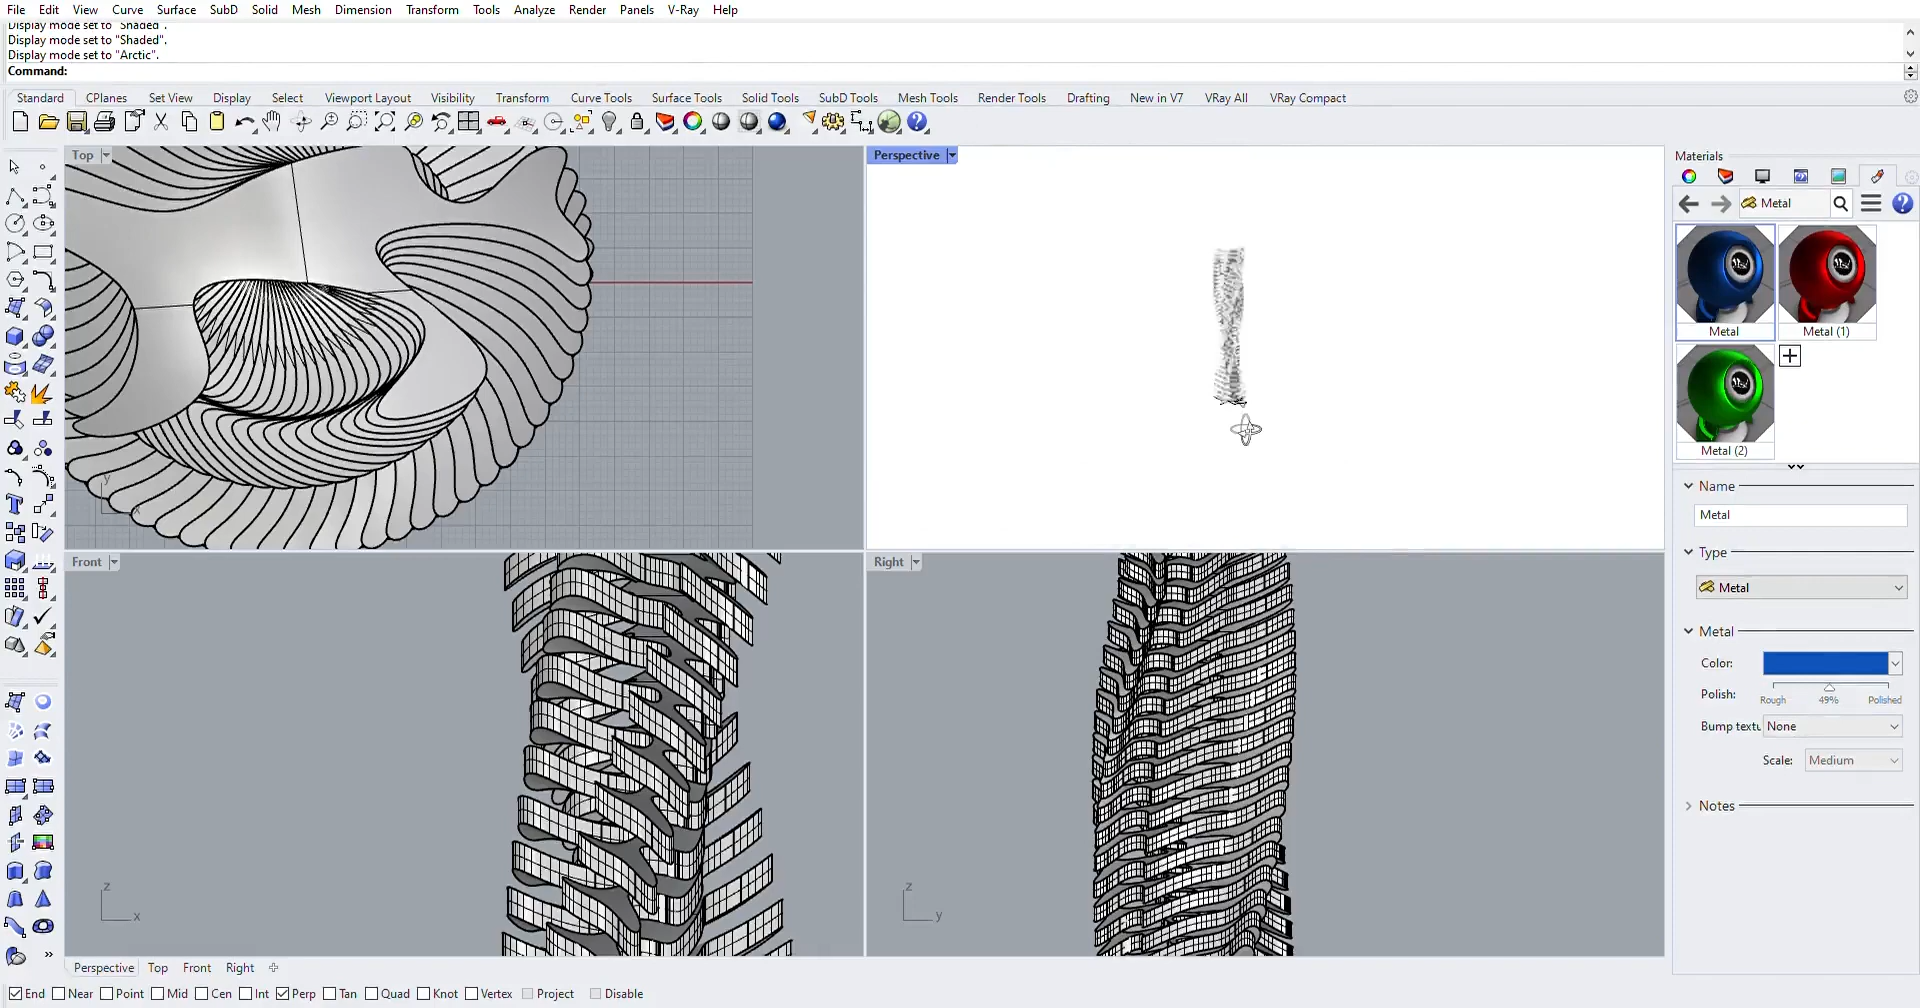 File Edit View Curve Surface SubD Solid Mesh Dimension Transform Tools Analyze Render Panels V-Ray Help
Display mode set to "Shaded".
Display mode set to "Shaded".
Display mode set to "Arctic".
Command:
Standard CPlanes Set View Display Select Viewport Layout Visibility Transform Curve Tools Surface Tools Solid Tools SubD Tools Mesh Tools Render Tools Drafting New in V7 VRay All VRay Compact
Top
Perspective
Materials
Metal
Metal
Metal (1)
Metal (2)
Name
Metal
Type
Metal
Metal
Color:
Polish:
Rough 49% Polished
Bump textu None
Scale: Medium
Notes
y
x
Front
Right
z
x
z
y
Perspective Top Front Right
End Near Point Mid Cen Int Perp Tan Quad Knot Vertex Project Disable